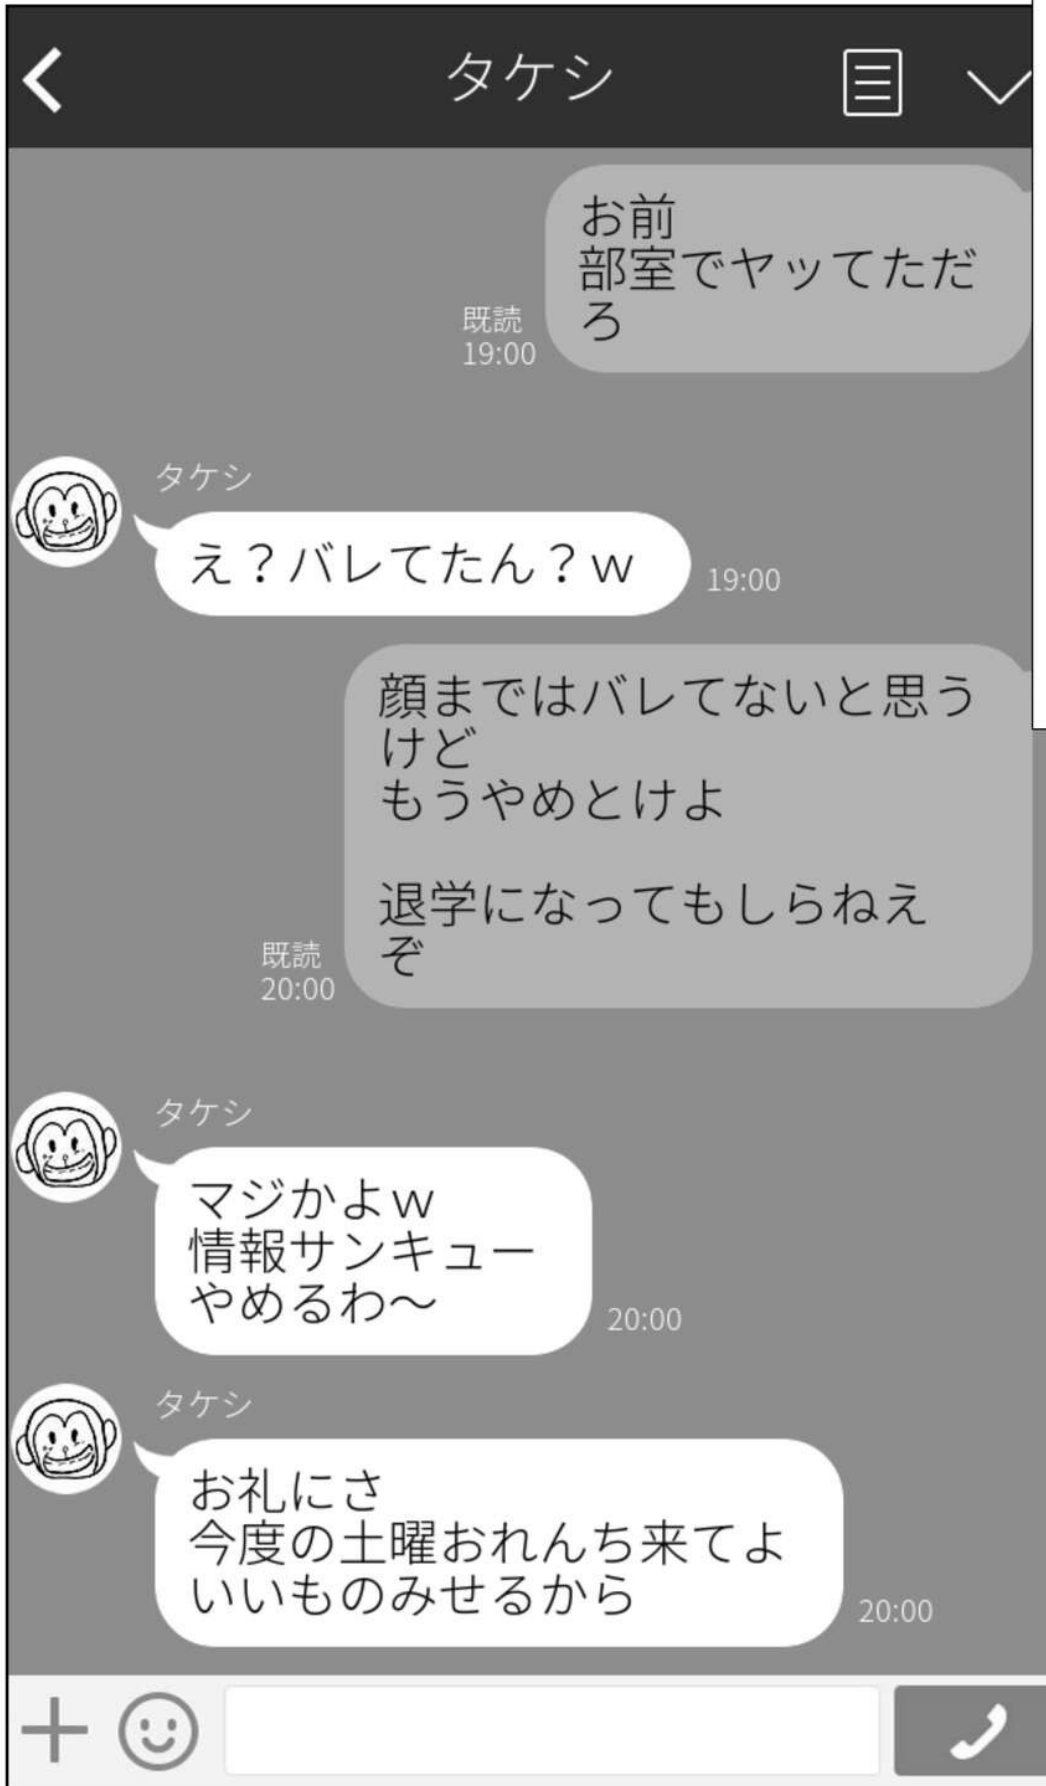 タケシ
お前
部室でヤッてただ
ろ
既読
19:00
タケシ
え？バレてたん？ｗ
19:00
顔まではバレてないと思う
けど
もうやめとけよ
退学になってもしらねえ
ぞ
既読
20:00
タケシ
マジかよｗ
情報サンキュー
やめるわ〜
20:00
タケシ
お礼にさ
今度の土曜おれんち来てよ
いいものみせるから
20:00